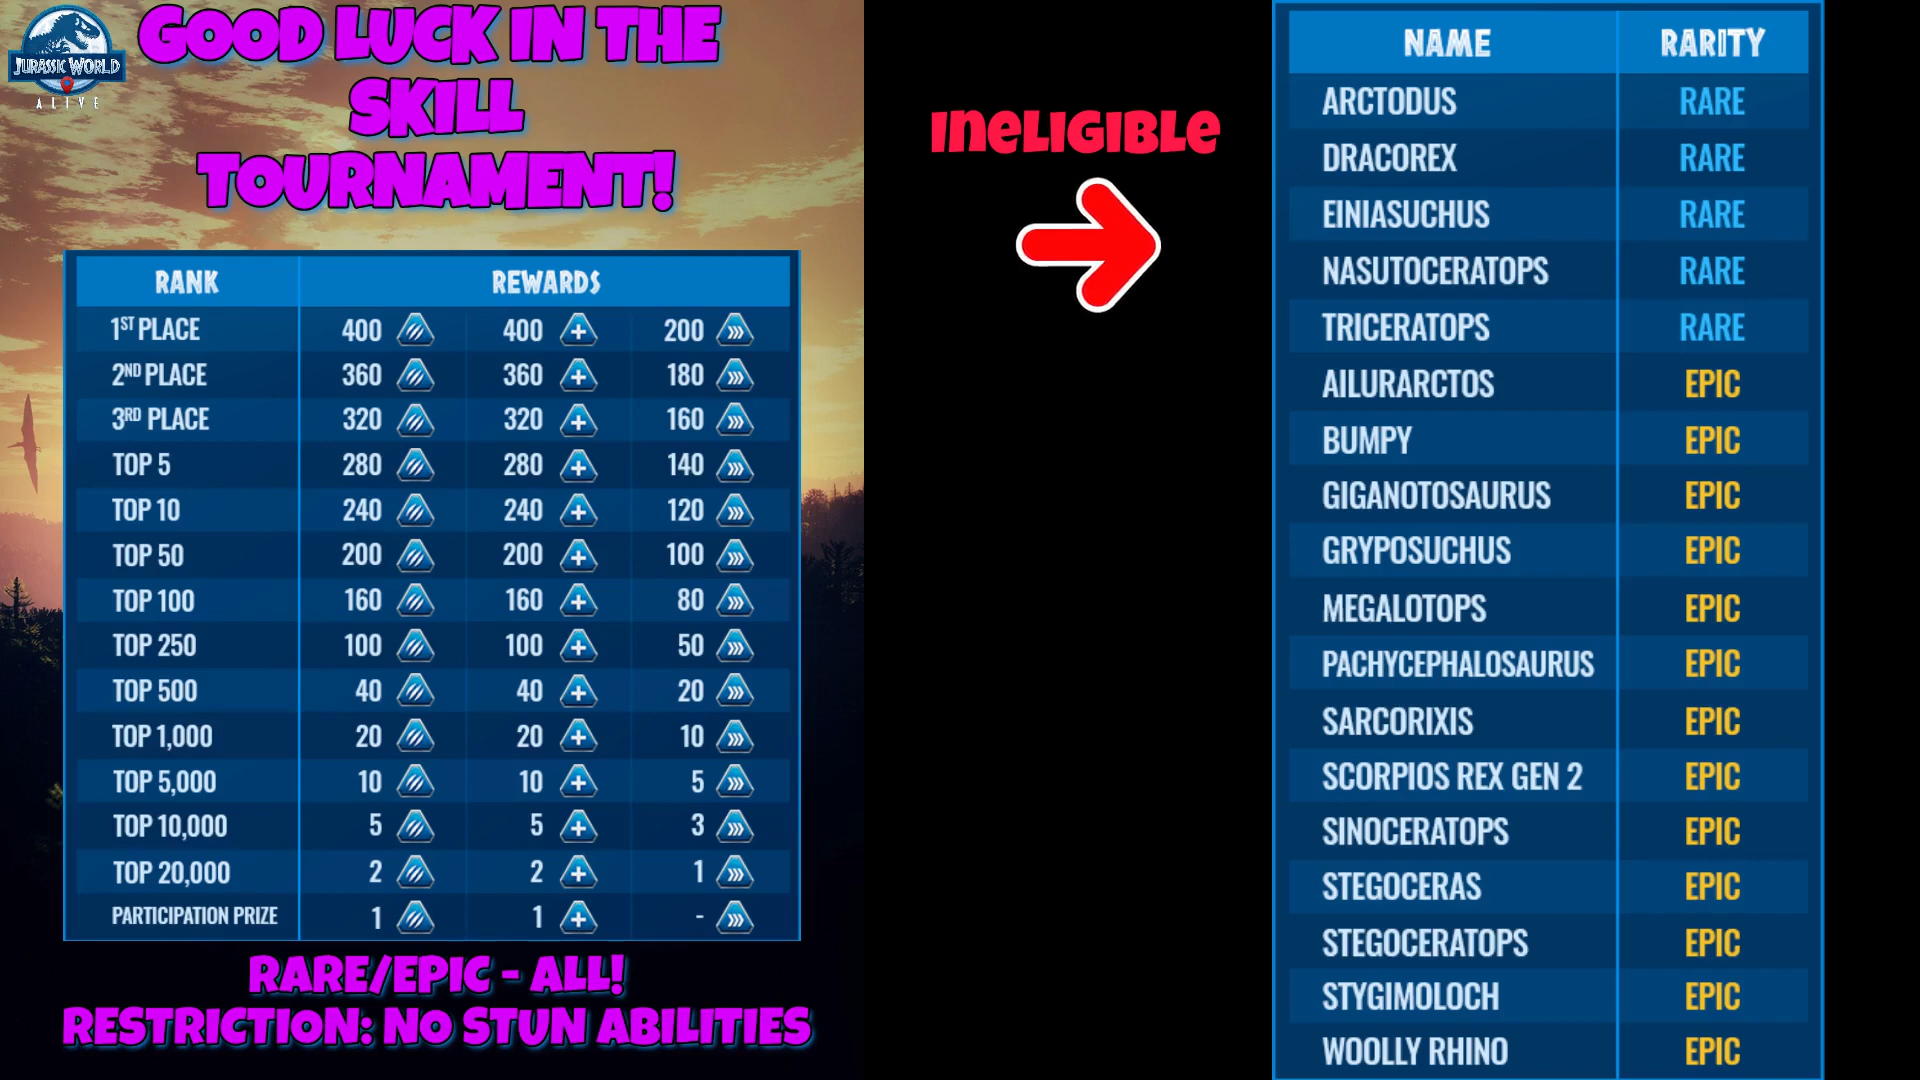 JURASSIC WORLD
ALIVE
GOOD LUCK IN THE
SKILL
TOURNAMENT!
RANK REWARDS
1ST PLACE 400 400 200
2ND PLACE 360 360 180
3RD PLACE 320 320 160
TOP 5 280 280 140
TOP 10 240 240 120
TOP 50 200 200 100
TOP 100 160 160 80
TOP 250 100 100 50
TOP 500 40 40 20
TOP 1,000 20 20 10
TOP 5,000 10 10 5
TOP 10,000 5 5 3
TOP 20,000 2 2 1
PARTICIPATION PRIZE 1 1 -
RARE/EPIC - ALL!
RESTRICTION: NO STUN ABILITIES
INELIGIBLE
NAME RARITY
ARCTODUS RARE
DRACOREX RARE
EINIASUCHUS RARE
NASUTOCERATOPS RARE
TRICERATOPS RARE
AILURARCTOS EPIC
BUMPY EPIC
GIGANOTOSAURUS EPIC
GRYPOSUCHUS EPIC
MEGALOTOPS EPIC
PACHYCEPHALOSAURUS EPIC
SARCORIXIS EPIC
SCORPIOS REX GEN 2 EPIC
SINOCERATOPS EPIC
STEGOCERAS EPIC
STEGOCERATOPS EPIC
STYGIMOLOCH EPIC
WOOLLY RHINO EPIC